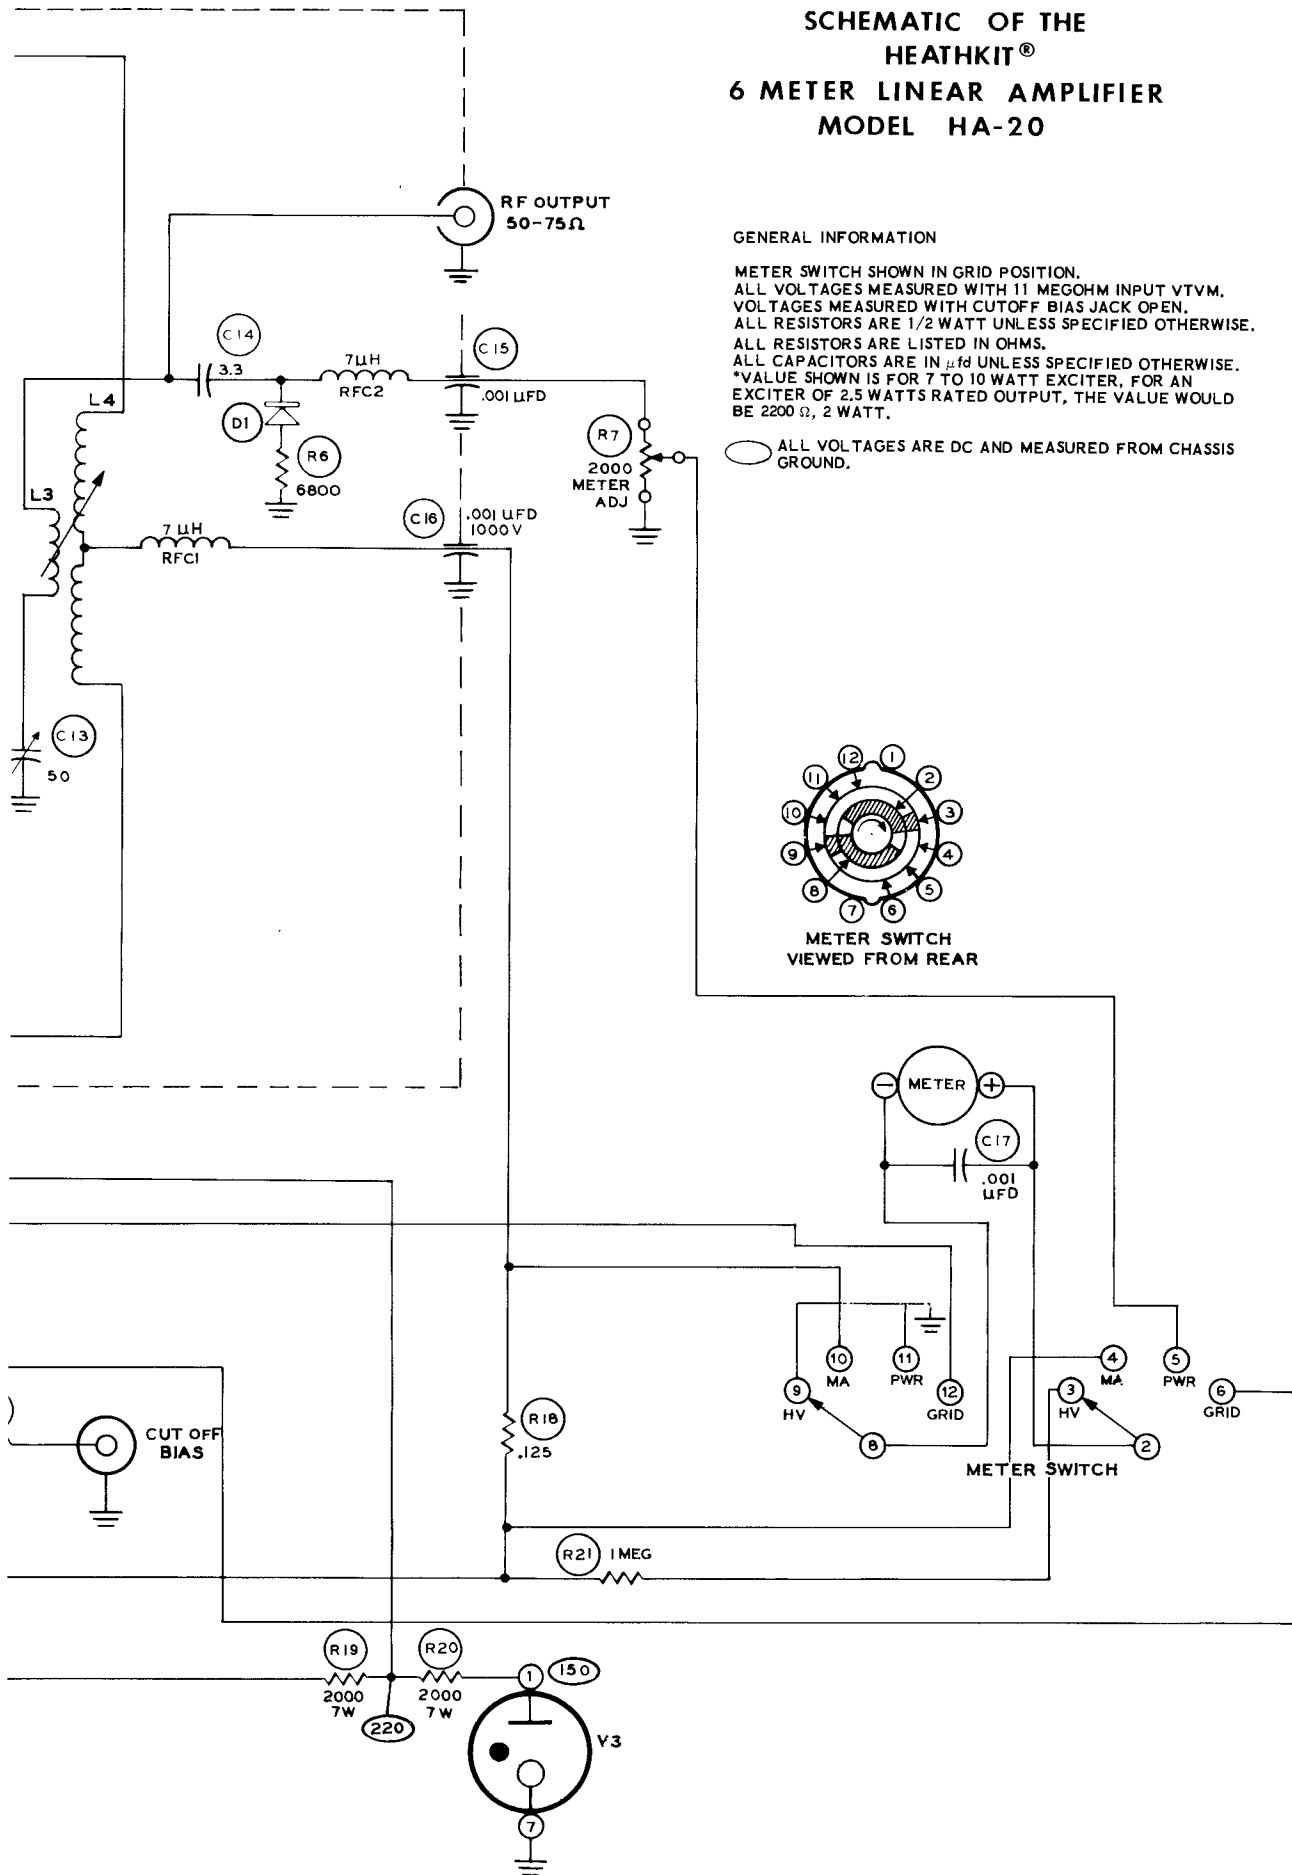 SCHEMATIC OF THE
HEATHKIT®
6 METER LINEAR AMPLIFIER
MODEL HA-20
RF OUTPUT
50-75Ω
GENERAL INFORMATION
METER SWITCH SHOWN IN GRID POSITION.
ALL VOLTAGES MEASURED WITH 11 MEGOHM INPUT VTVM.
VOLTAGES MEASURED WITH CUTOFF BIAS JACK OPEN.
ALL RESISTORS ARE 1/2 WATT UNLESS SPECIFIED OTHERWISE.
ALL RESISTORS ARE LISTED IN OHMS.
ALL CAPACITORS ARE IN µfd UNLESS SPECIFIED OTHERWISE.
*VALUE SHOWN IS FOR 7 TO 10 WATT EXCITER, FOR AN
EXCITER OF 2.5 WATTS RATED OUTPUT, THE VALUE WOULD
BE 2200 Ω, 2 WATT.
ALL VOLTAGES ARE DC AND MEASURED FROM CHASSIS
GROUND.
C14
3.3
7µH
RFC2
C15
.001µFD
L4
D1
R6
6800
R7
2000
METER
ADJ
L3
7µH
RFC1
C16
.001µFD
1000V
C13
50
12
1
11
2
10
3
9
4
8
5
7
6
METER SWITCH
VIEWED FROM REAR
− METER +
C17
.001
µFD
10
MA
11
PWR
9
HV
12
GRID
8
4
MA
5
PWR
3
HV
6
GRID
2
METER SWITCH
CUT OFF
BIAS
R18
.125
R21 1MEG
R19
2000
7W
R20
2000
7W
220
1
150
V3
7